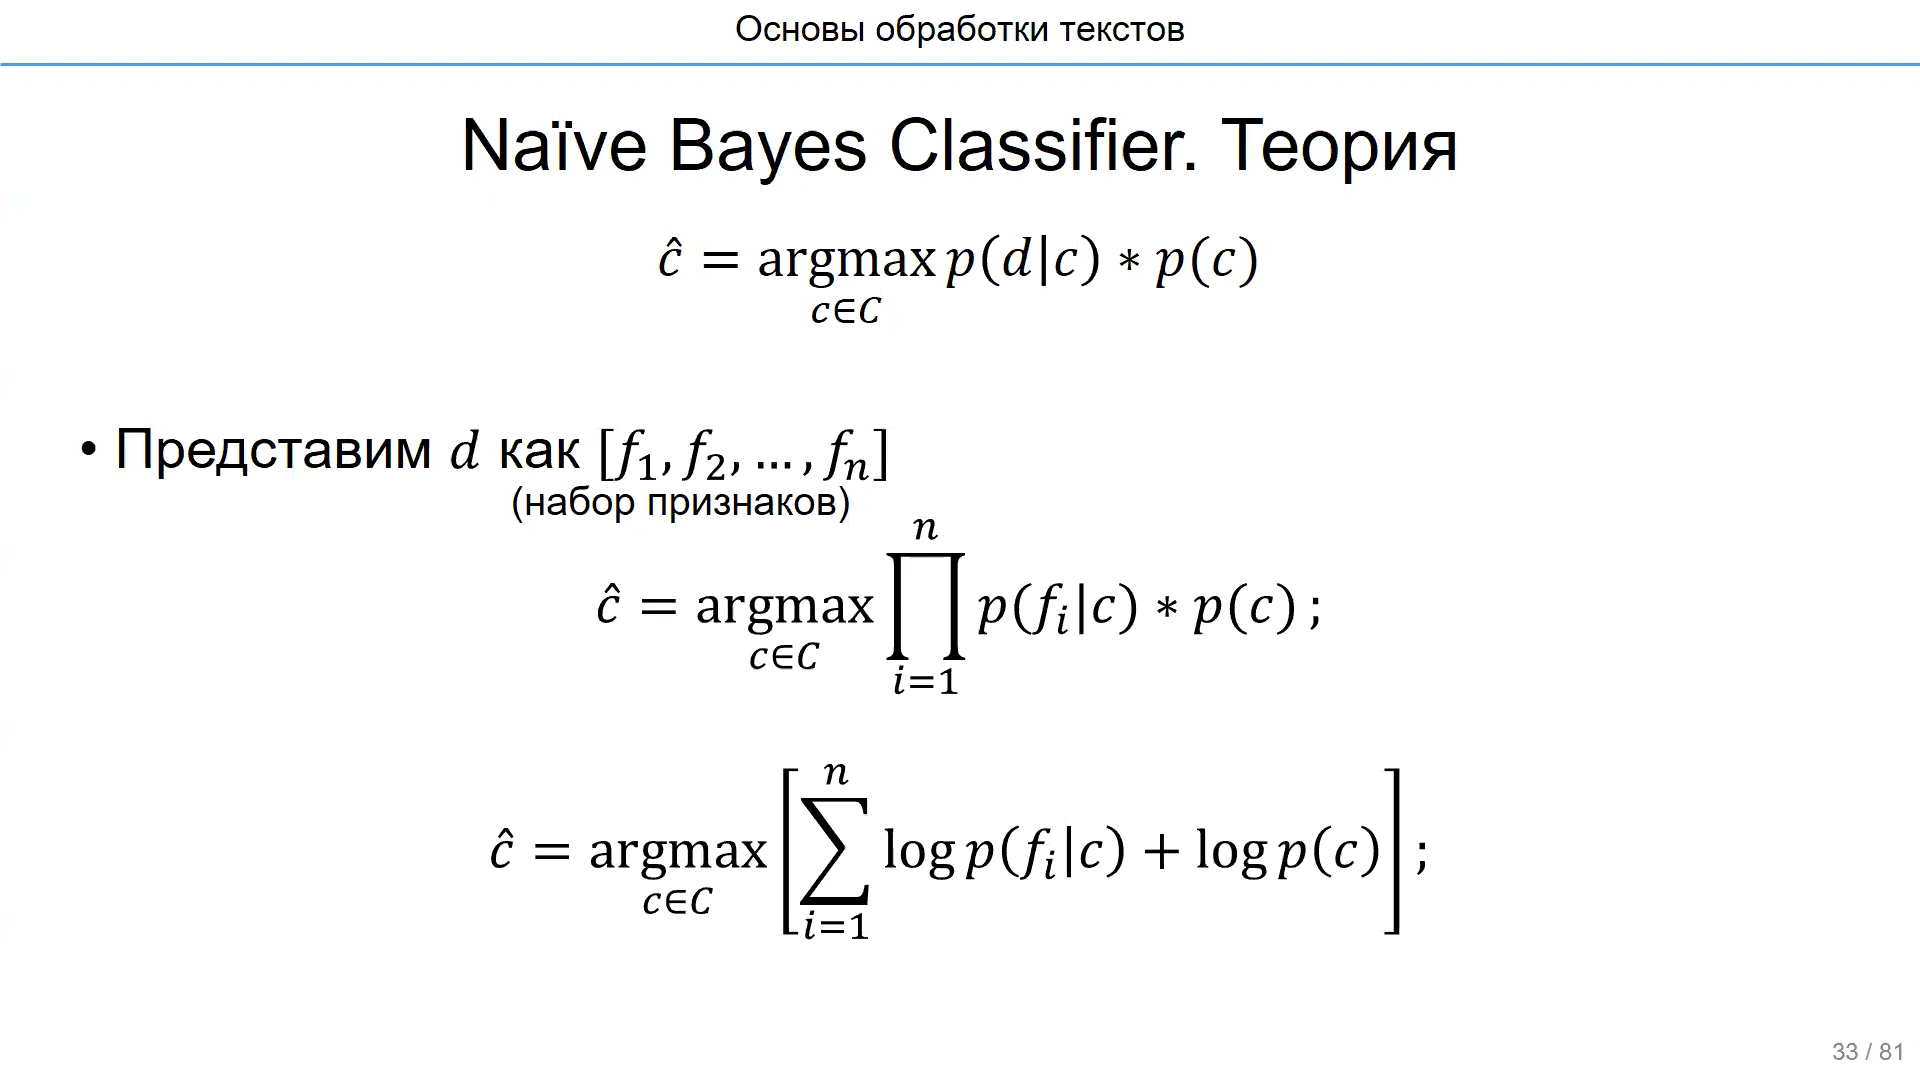 Основы обработки текстов
Naïve Bayes Classifier. Теория
ĉ = argmax p(d|c) ∗ p(c)
c∈C
• Представим d как [f₁, f₂, … , fₙ]
(набор признаков)
n
ĉ = argmax ∏ p(fᵢ|c) ∗ p(c) ;
c∈C i=1
n
ĉ = argmax [∑ log p(fᵢ|c) + log p(c)] ;
c∈C i=1
33 / 81